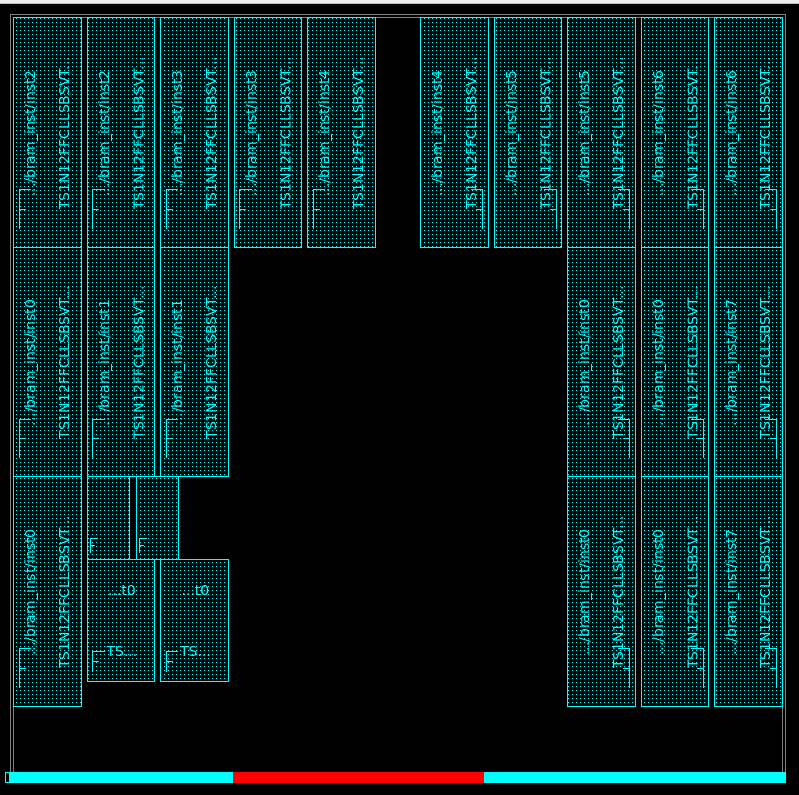 .../bram_inst/inst2
TS1N12FFCLLSBSVT...
.../bram_inst/inst2
TS1N12FFCLLSBSVT...
.../bram_inst/inst3
TS1N12FFCLLSBSVT...
.../bram_inst/inst3
TS1N12FFCLLSBSVT...
.../bram_inst/inst4
TS1N12FFCLLSBSVT...
.../bram_inst/inst4
TS1N12FFCLLSBSVT...
.../bram_inst/inst5
TS1N12FFCLLSBSVT...
.../bram_inst/inst5
TS1N12FFCLLSBSVT...
.../bram_inst/inst6
TS1N12FFCLLSBSVT...
.../bram_inst/inst6
TS1N12FFCLLSBSVT...
.../bram_inst/inst0
TS1N12FFCLLSBSVT...
.../bram_inst/inst1
TS1N12FFCLLSBSVT...
.../bram_inst/inst1
TS1N12FFCLLSBSVT...
.../bram_inst/inst0
TS1N12FFCLLSBSVT...
.../bram_inst/inst0
TS1N12FFCLLSBSVT...
.../bram_inst/inst7
TS1N12FFCLLSBSVT...
.../bram_inst/inst0
TS1N12FFCLLSBSVT...
...t0
TS...
...t0
TS...
.../bram_inst/inst0
TS1N12FFCLLSBSVT...
.../bram_inst/inst0
TS1N12FFCLLSBSVT...
.../bram_inst/inst7
TS1N12FFCLLSBSVT...